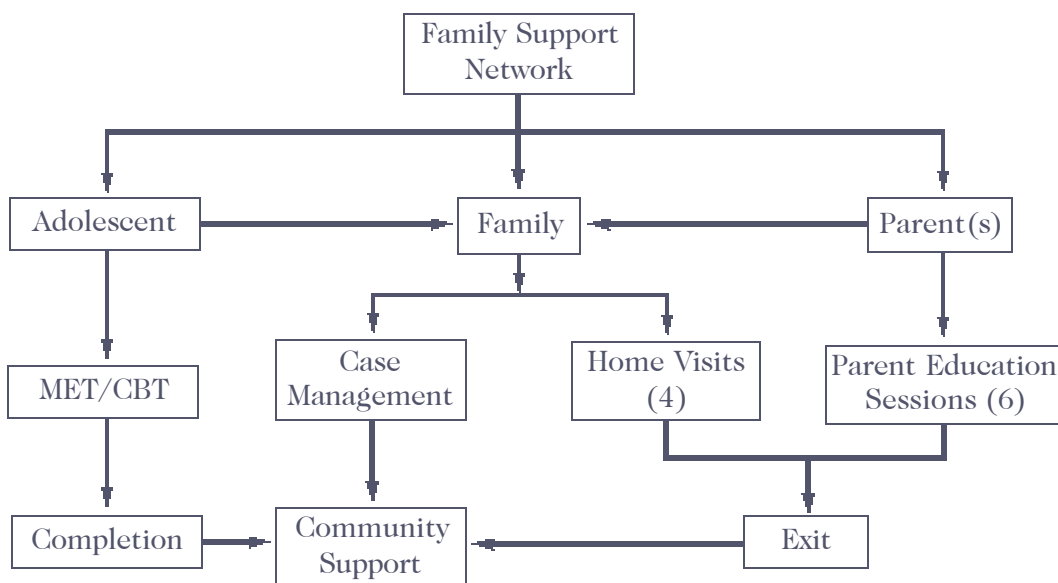 Family Support
Network
Adolescent
Family
Parent(s)
MET/CBT
Case
Management
Home Visits
(4)
Parent Education
Sessions (6)
Completion
Community
Support
Exit